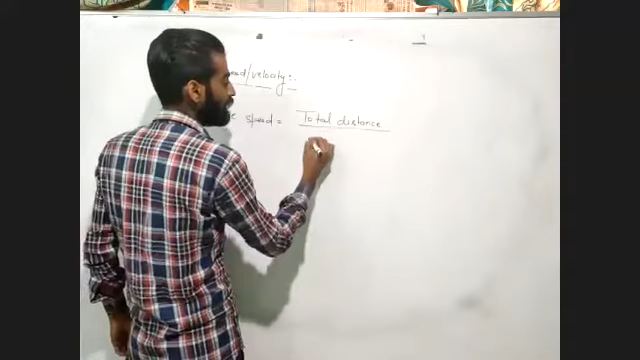 /velocity :-
speed = Total distance